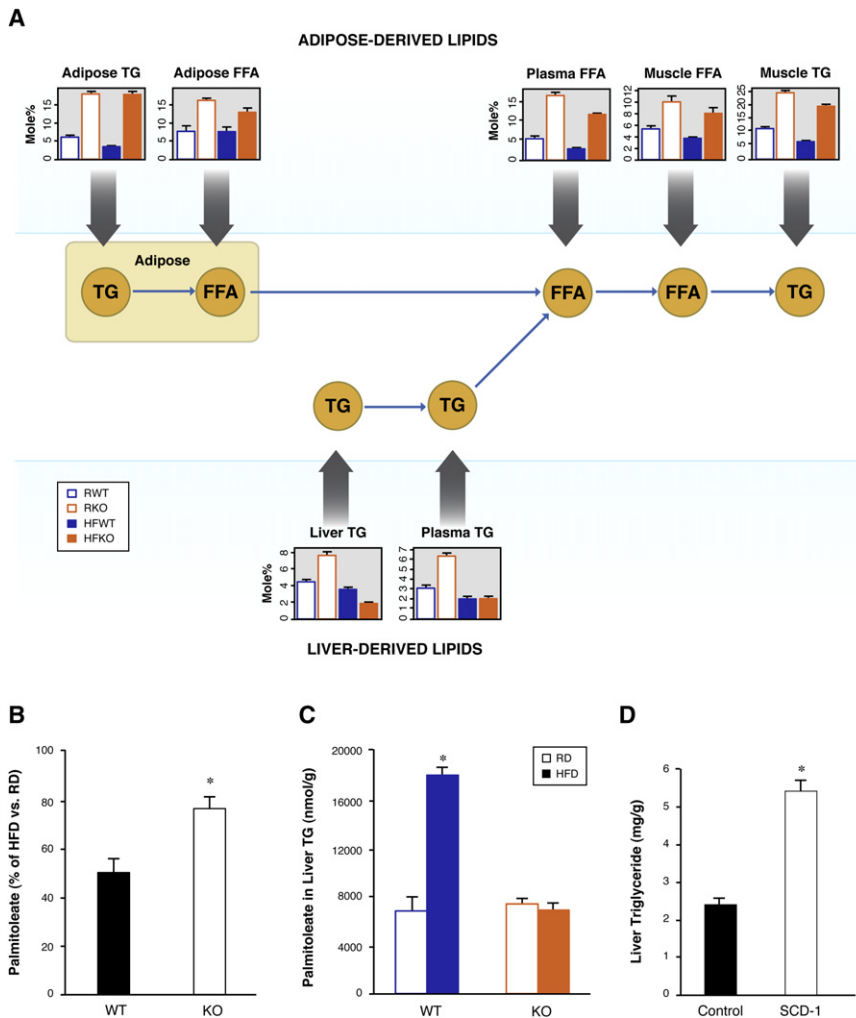 A
ADIPOSE-DERIVED LIPIDS
Adipose TG
Adipose FFA
Plasma FFA
Muscle FFA
Muscle TG
Mole%
15
10
5
0
15
10
5
0
Mole%
15
10
5
0
12
10
8
6
4
2
0
25
20
15
10
5
0
Adipose
TG
FFA
FFA
FFA
TG
TG
TG
RWT
RKO
HFWT
HFKO
Liver TG
Plasma TG
Mole%
8
6
4
2
0
7
6
5
4
3
2
1
0
LIVER-DERIVED LIPIDS
B
Palmitoleate (% of HFD vs. RD)
100
80
60
40
20
0
*
WT
KO
C
Palmitoleate in Liver TG (nmol/g)
20000
16000
12000
8000
4000
0
*
RD
HFD
WT
KO
D
Liver Triglyceride (mg/g)
6
5
4
3
2
1
0
*
Control
SCD-1